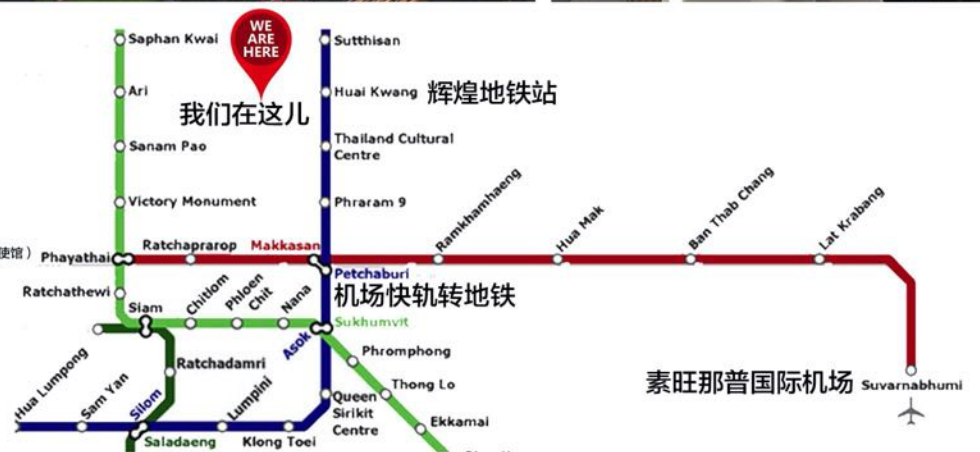 WE
ARE
HERE
我们在这儿
Saphan Kwai
Ari
Sanam Pao
Victory Monument
Sutthisan
Huai Kwang
辉煌地铁站
Thailand Cultural
Centre
Phraram 9
使馆）
Phayathai
Ratchaprarop
Makkasan
Ramkhamhaeng
Hua Mak
Ban Thab Chang
Lat Krabang
Petchaburi
机场快轨转地铁
Ratchathewi
Siam
Chitlom
Phloen
Chit
Nana
Sukhumvit
Asok
Phromphong
Thong Lo
Ekkamai
Ratchadamri
Hua Lumpong
Sam Yan
Silom
Saladaeng
Lumpini
Klong Toei
Queen
Sirikit
Centre
素旺那普国际机场
Suvarnabhumi